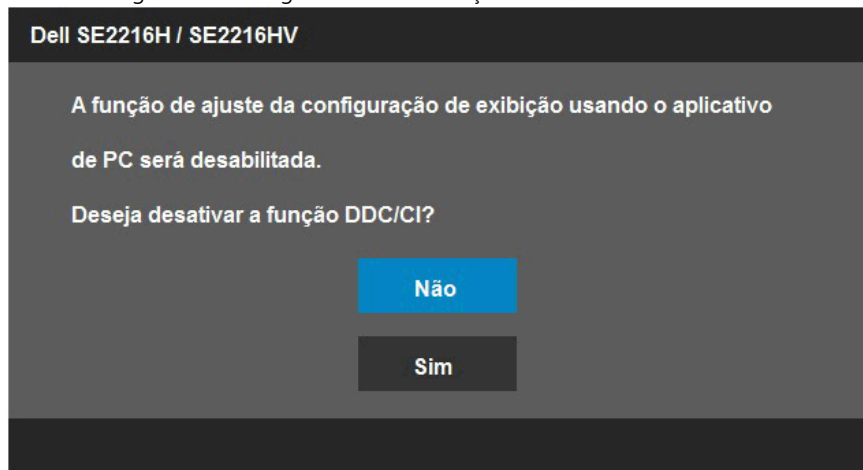 Dell SE2216H / SE2216HV
A função de ajuste da configuração de exibição usando o aplicativo
de PC será desabilitada.
Deseja desativar a função DDC/CI?
Não
Sim